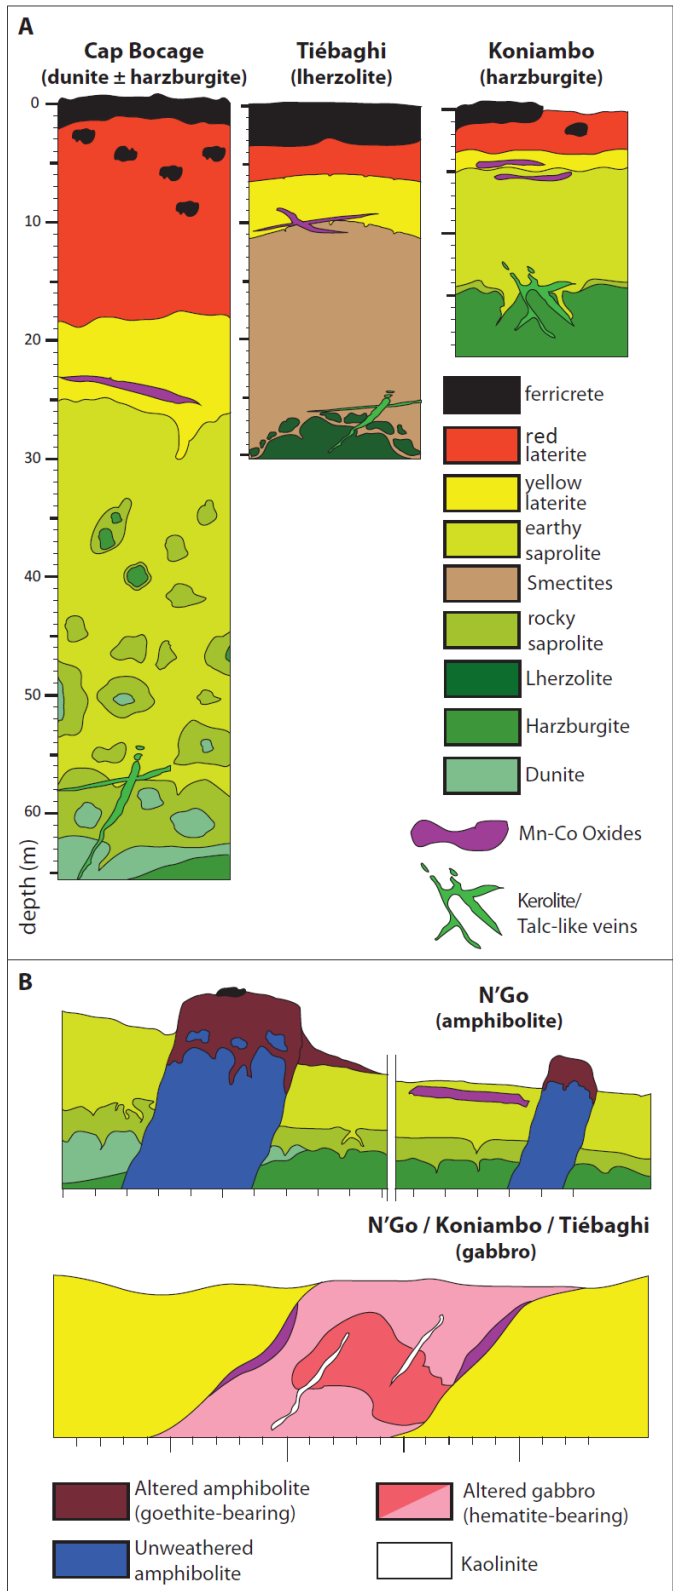 A
Cap Bocage
(dunite ± harzburgite)
Tiébaghi
(lherzolite)
Koniambo
(harzburgite)
0
10
20
30
40
50
60
depth (m)
ferricrete
red
laterite
yellow
laterite
earthy
saprolite
Smectites
rocky
saprolite
Lherzolite
Harzburgite
Dunite
Mn-Co Oxides
Kerolite/
Talc-like veins
B
N'Go
(amphibolite)
N'Go / Koniambo / Tiébaghi
(gabbro)
Altered amphibolite
(goethite-bearing)
Altered gabbro
(hematite-bearing)
Unweathered
amphibolite
Kaolinite